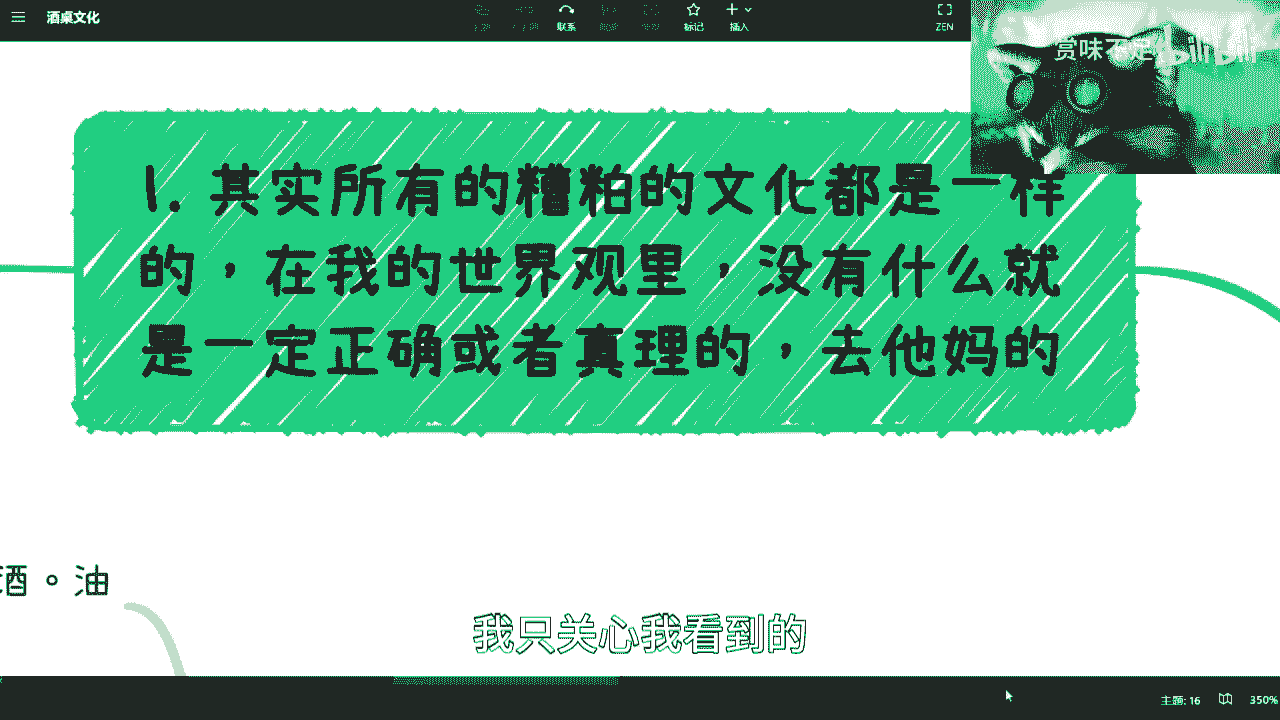 酒桌文化
联系
标记
插入
ZEN
赏味不足
bilibili
1. 其实所有的糟粕的文化都是一样
的，在我的世界观里，没有什么就
是一定正确或者真理的，去他妈的
酒。油
我只关心我看到的
主题: 16
350%